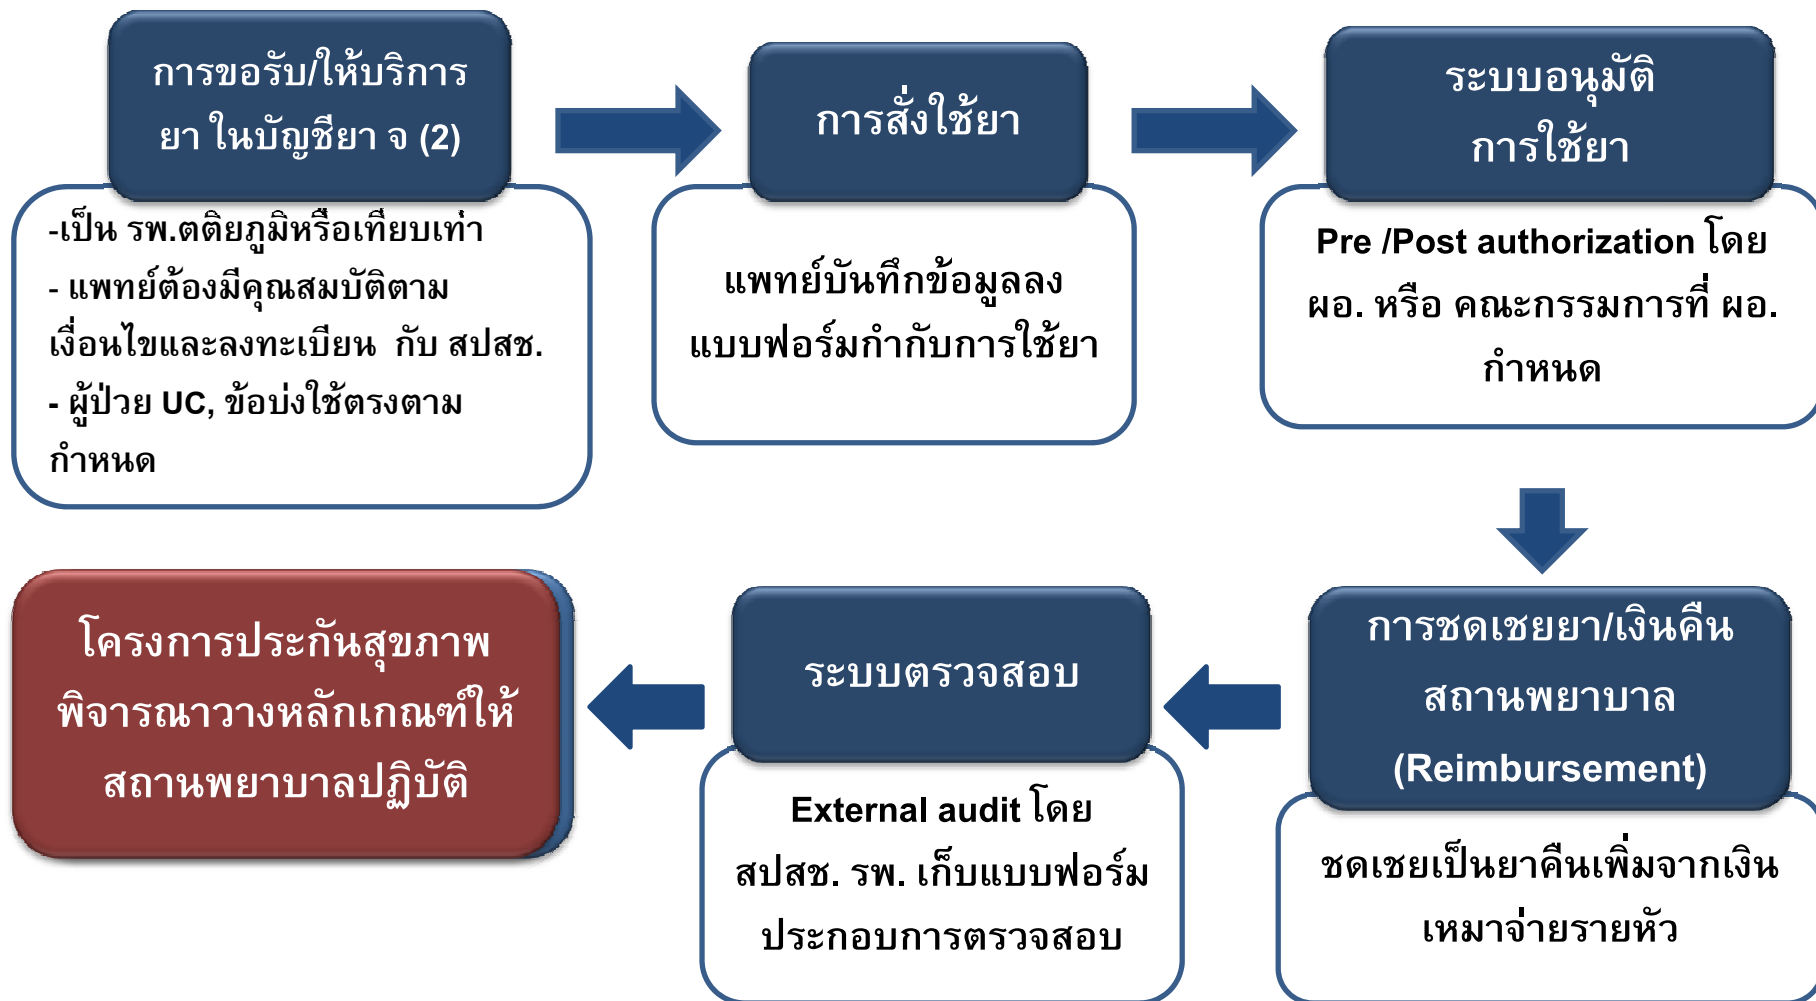 การขอรับ/ให้บริการ
ยา ในบัญชียา จ (2)
-เป็น รพ.ตติยภูมิหรือเทียบเท่า
- แพทย์ต้องมีคุณสมบัติตาม
เงื่อนไขและลงทะเบียน กับ สปสช.
- ผู้ป่วย UC, ข้อบ่งใช้ตรงตาม
กำหนด
การสั่งใช้ยา
แพทย์บันทึกข้อมูลลง
แบบฟอร์มกำกับการใช้ยา
ระบบอนุมัติ
การใช้ยา
Pre /Post authorization โดย
ผอ. หรือ คณะกรรมการที่ ผอ.
กำหนด
การชดเชยยา/เงินคืน
สถานพยาบาล
(Reimbursement)
ชดเชยเป็นยาคืนเพิ่มจากเงิน
เหมาจ่ายรายหัว
ระบบตรวจสอบ
External audit โดย
สปสช. รพ. เก็บแบบฟอร์ม
ประกอบการตรวจสอบ
โครงการประกันสุขภาพ
พิจารณาวางหลักเกณฑ์ให้
สถานพยาบาลปฏิบัติ